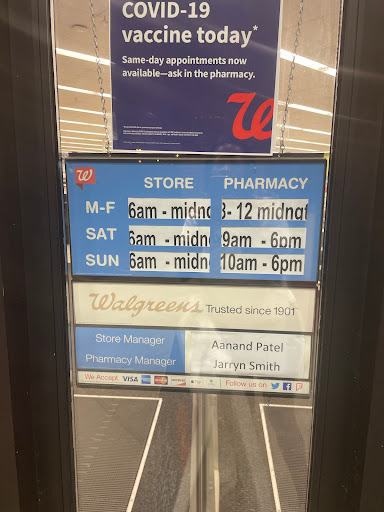 COVID-19
vaccine today*
Same-day appointments now
available—ask in the pharmacy.
W
W
STORE PHARMACY
M-F 6am - midn 8- 12 midnat
SAT 6am - midn 9am - 6pm
SUN 6am - midn 10am - 6pm
Walgreens Trusted since 1901
Store Manager Aanand Patel
Pharmacy Manager Jarryn Smith
We Accept VISA Follow us on